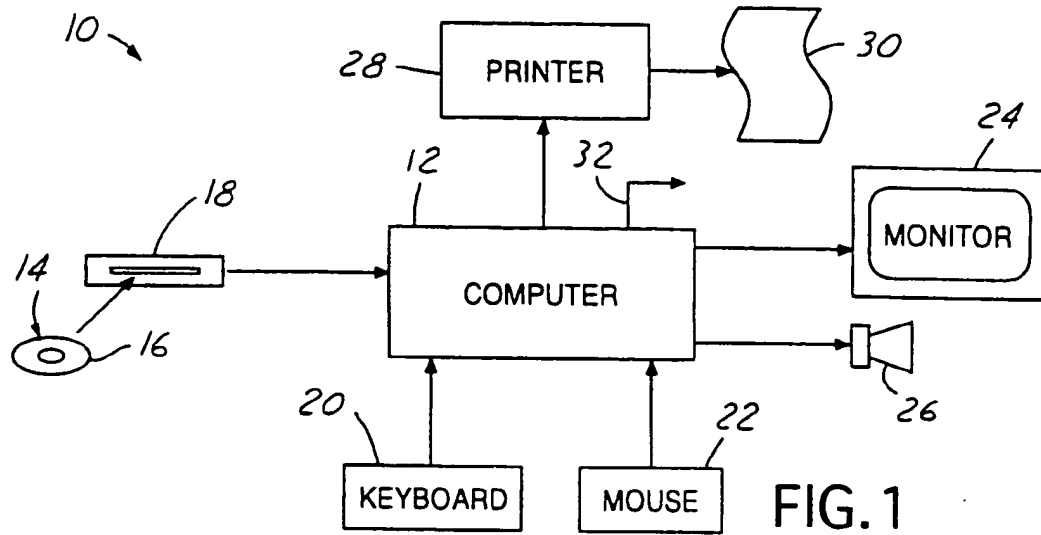 10
28
PRINTER
30
12
32
24
18
MONITOR
14
COMPUTER
16
26
20
22
KEYBOARD
MOUSE
FIG. 1